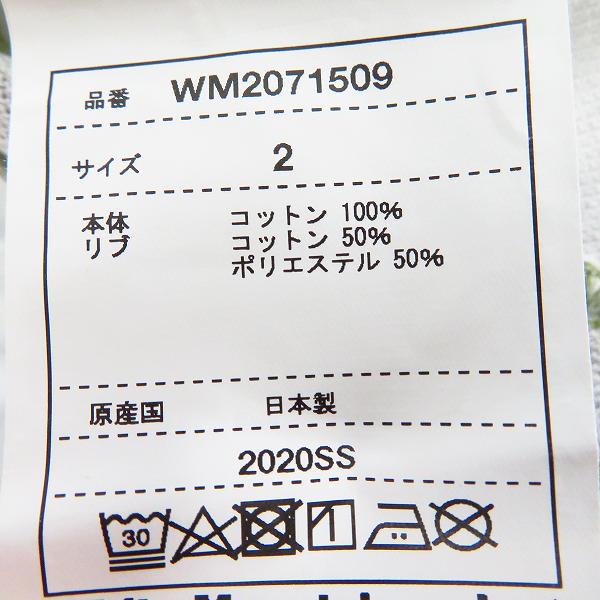 品番 WM2071509
サイズ 2
本体 コットン 100%
リブ コットン 50%
ポリエステル 50%
原産国 日本製
2020SS
30